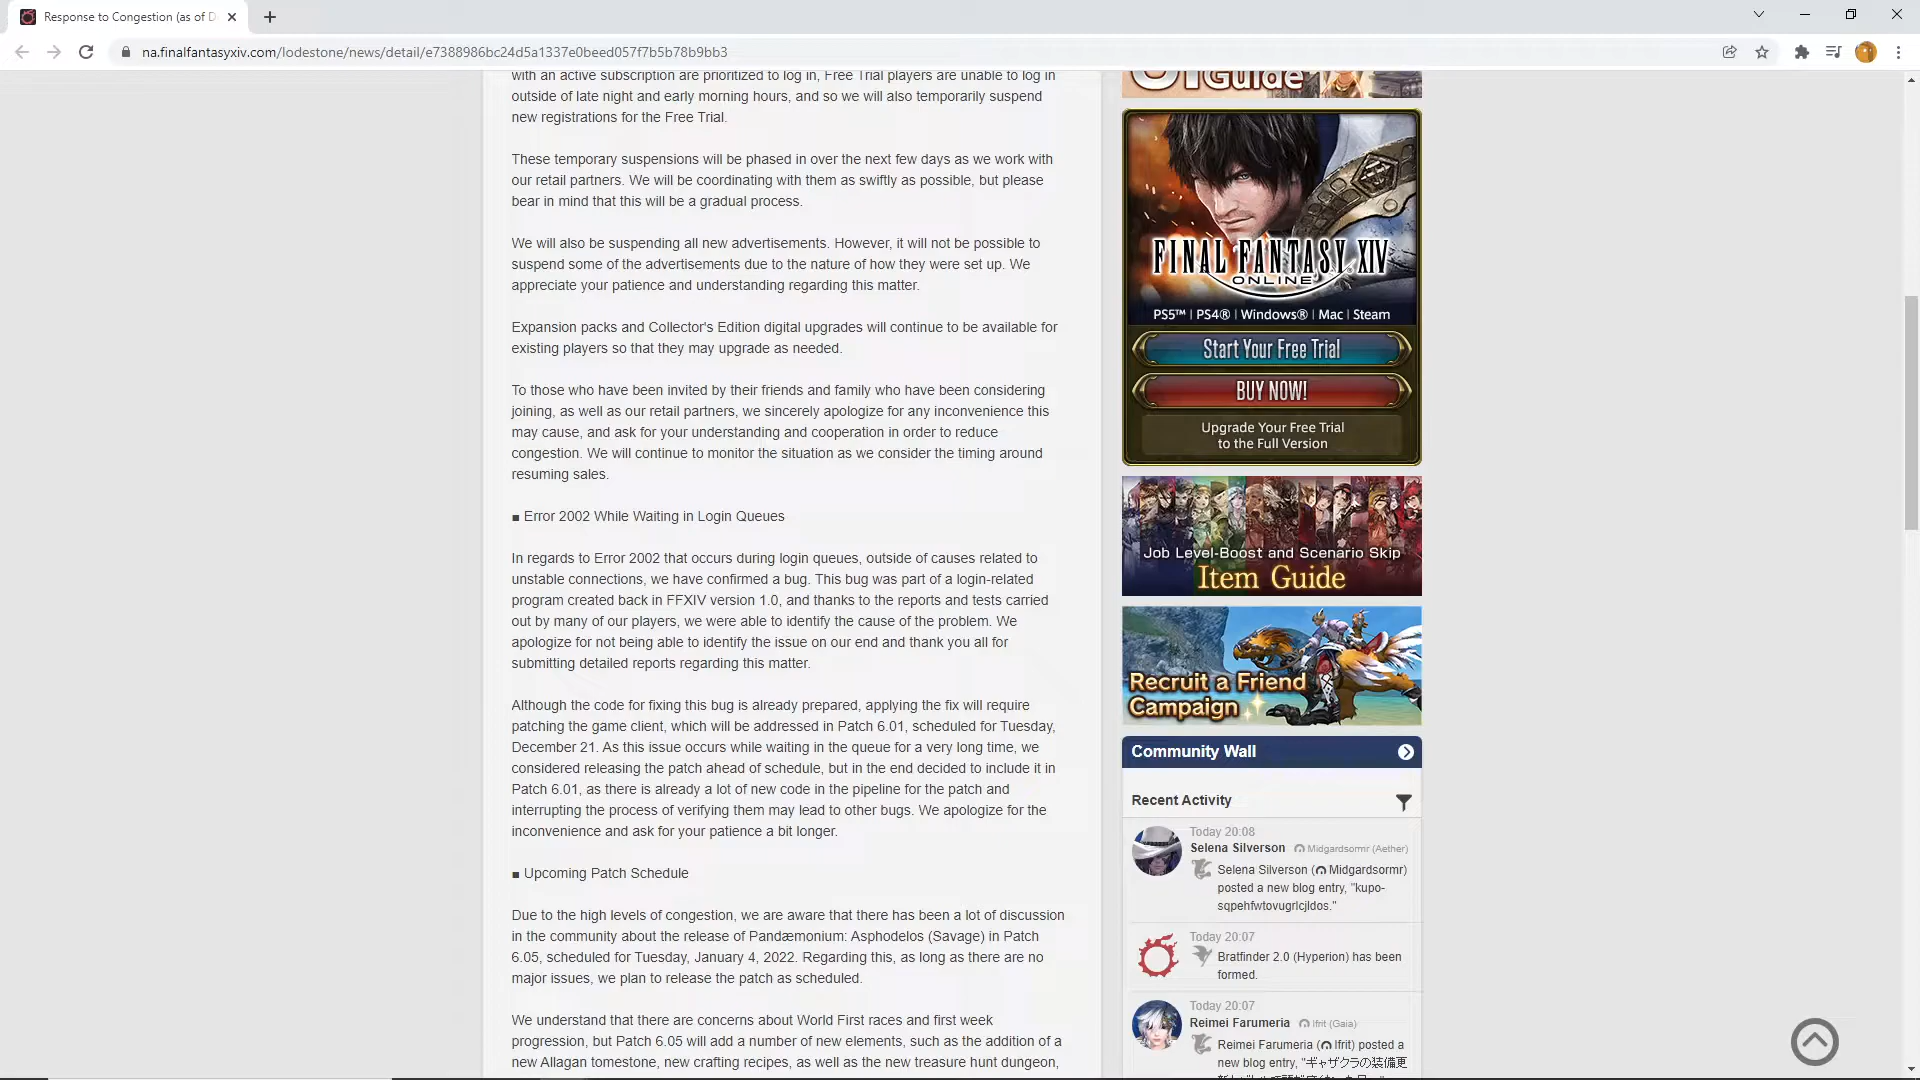 Response to Congestion (as of D
na.finalfantasyxiv.com/lodestone/news/detail/e7388986bc24d5a1337e0beed057f7b5b78b9bb3
with an active subscription are prioritized to log in, Free Trial players are unable to log in
outside of late night and early morning hours, and so we will also temporarily suspend
new registrations for the Free Trial.
These temporary suspensions will be phased in over the next few days as we work with
our retail partners. We will be coordinating with them as swiftly as possible, but please
bear in mind that this will be a gradual process.
We will also be suspending all new advertisements. However, it will not be possible to
suspend some of the advertisements due to the nature of how they were set up. We
appreciate your patience and understanding regarding this matter.
Expansion packs and Collector's Edition digital upgrades will continue to be available for
existing players so that they may upgrade as needed.
To those who have been invited by their friends and family who have been considering
joining, as well as our retail partners, we sincerely apologize for any inconvenience this
may cause, and ask for your understanding and cooperation in order to reduce
congestion. We will continue to monitor the situation as we consider the timing around
resuming sales.
■ Error 2002 While Waiting in Login Queues
In regards to Error 2002 that occurs during login queues, outside of causes related to
unstable connections, we have confirmed a bug. This bug was part of a login-related
program created back in FFXIV version 1.0, and thanks to the reports and tests carried
out by many of our players, we were able to identify the cause of the problem. We
apologize for not being able to identify the issue on our end and thank you all for
submitting detailed reports regarding this matter.
Although the code for fixing this bug is already prepared, applying the fix will require
patching the game client, which will be addressed in Patch 6.01, scheduled for Tuesday,
December 21. As this issue occurs while waiting in the queue for a very long time, we
considered releasing the patch ahead of schedule, but in the end decided to include it in
Patch 6.01, as there is already a lot of new code in the pipeline for the patch and
interrupting the process of verifying them may lead to other bugs. We apologize for the
inconvenience and ask for your patience a bit longer.
■ Upcoming Patch Schedule
Due to the high levels of congestion, we are aware that there has been a lot of discussion
in the community about the release of Pandæmonium: Asphodelos (Savage) in Patch
6.05, scheduled for Tuesday, January 4, 2022. Regarding this, as long as there are no
major issues, we plan to release the patch as scheduled.
We understand that there are concerns about World First races and first week
progression, but Patch 6.05 will add a number of new elements, such as the addition of a
new Allagan tomestone, new crafting recipes, as well as the new treasure hunt dungeon,
Guide
FINAL FANTASY XIV
ONLINE
PS5™ | PS4® | Windows® | Mac | Steam
Start Your Free Trial
BUY NOW!
Upgrade Your Free Trial
to the Full Version
Job Level-Boost and Scenario Skip
Item Guide
Recruit a Friend
Campaign
Community Wall
Recent Activity
Today 20:08
Selena Silverson Midgardsormr (Aether)
Selena Silverson (Midgardsormr)
posted a new blog entry, "kupo-
sqpehfwtovugrlcjldos."
Today 20:07
Bratfinder 2.0 (Hyperion) has been
formed.
Today 20:07
Reimei Farumeria Ifrit (Gaia)
Reimei Farumeria (Ifrit) posted a
new blog entry, "ギャザクラの装備更